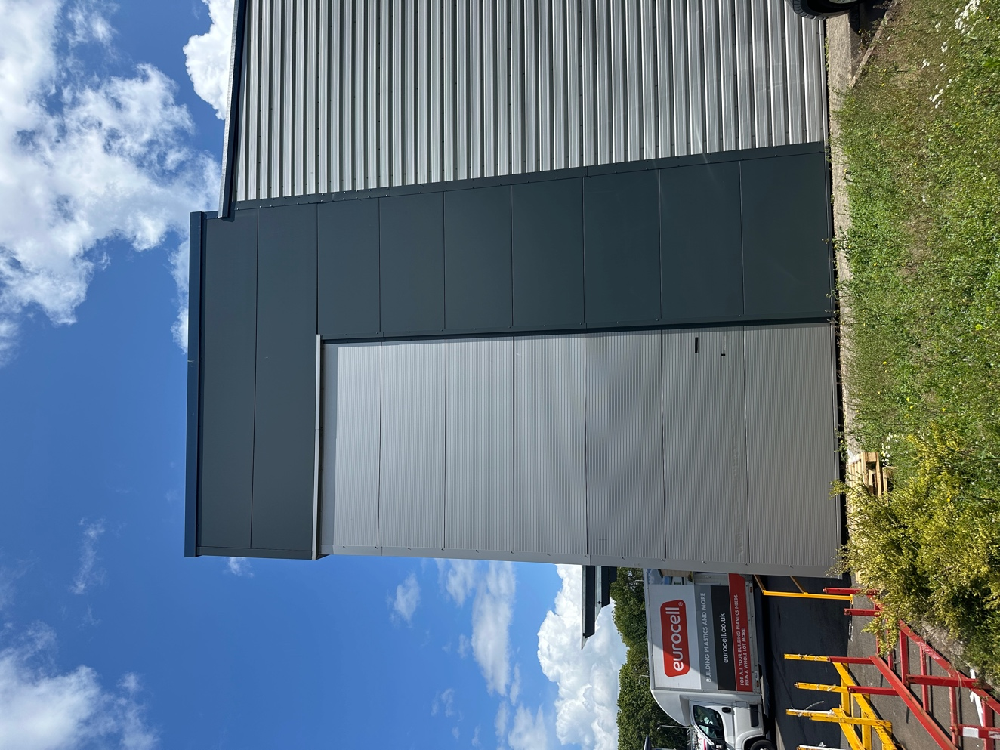 eurocell®
BUILDING PLASTICS AND MORE
eurocell.co.uk
FOR ALL YOUR BUILDING PLASTICS NEEDS.
PLUS A WHOLE LOT MORE!